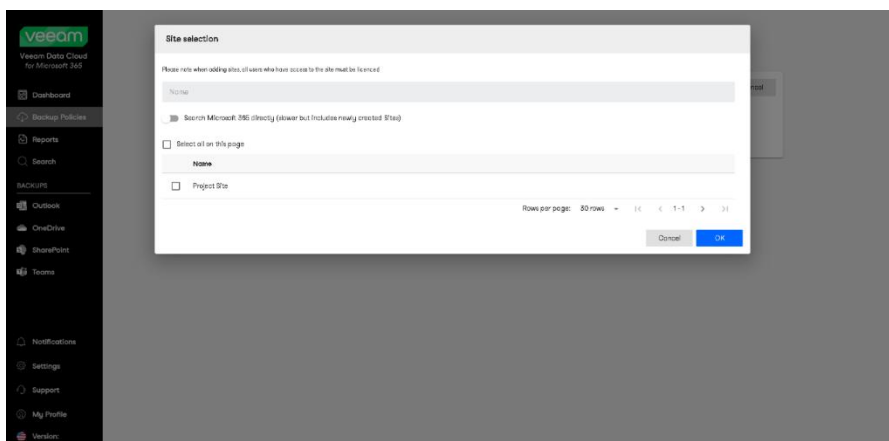 veeam
Veeam Data Cloud
for Microsoft 365
Dashboard
Backup Policies
Reports
Search
BACKUPS
Outlook
OneDrive
SharePoint
Teams
Notifications
Settings
Support
My Profile
Version:
Site selection
Please note when adding sites, all users who have access to the site must be licenced
Name
Search Microsoft 365 directly (slower but includes newly created Sites)
Select all on this page
Name
Project Site
Rows per page: 50 rows 1-1
Cancel OK